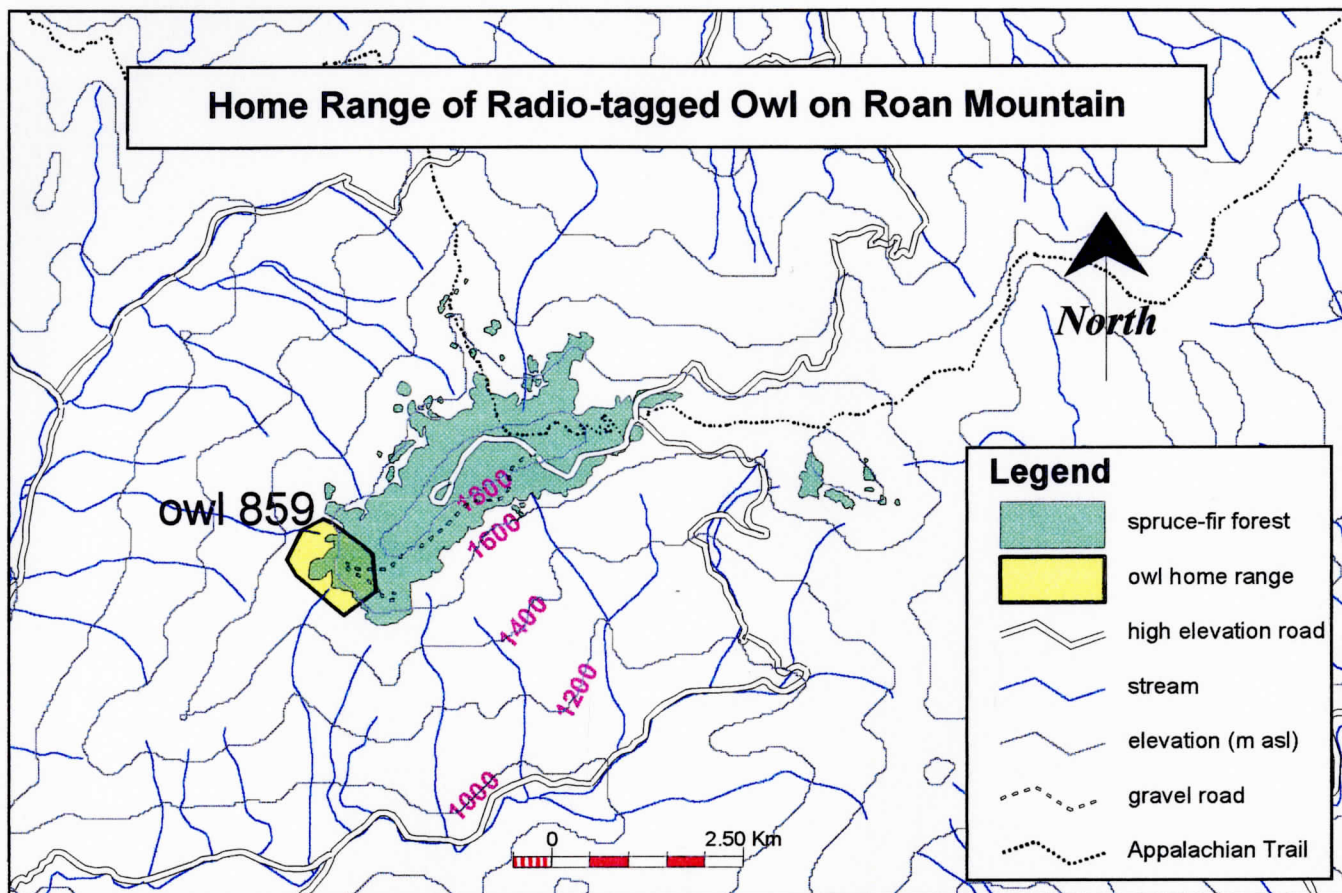 Home Range of Radio-tagged Owl on Roan Mountain
North
owl 859
1800
1600
1400
1200
1000
0 2.50 Km
Legend
spruce-fir forest
owl home range
high elevation road
stream
elevation (m asl)
gravel road
Appalachian Trail